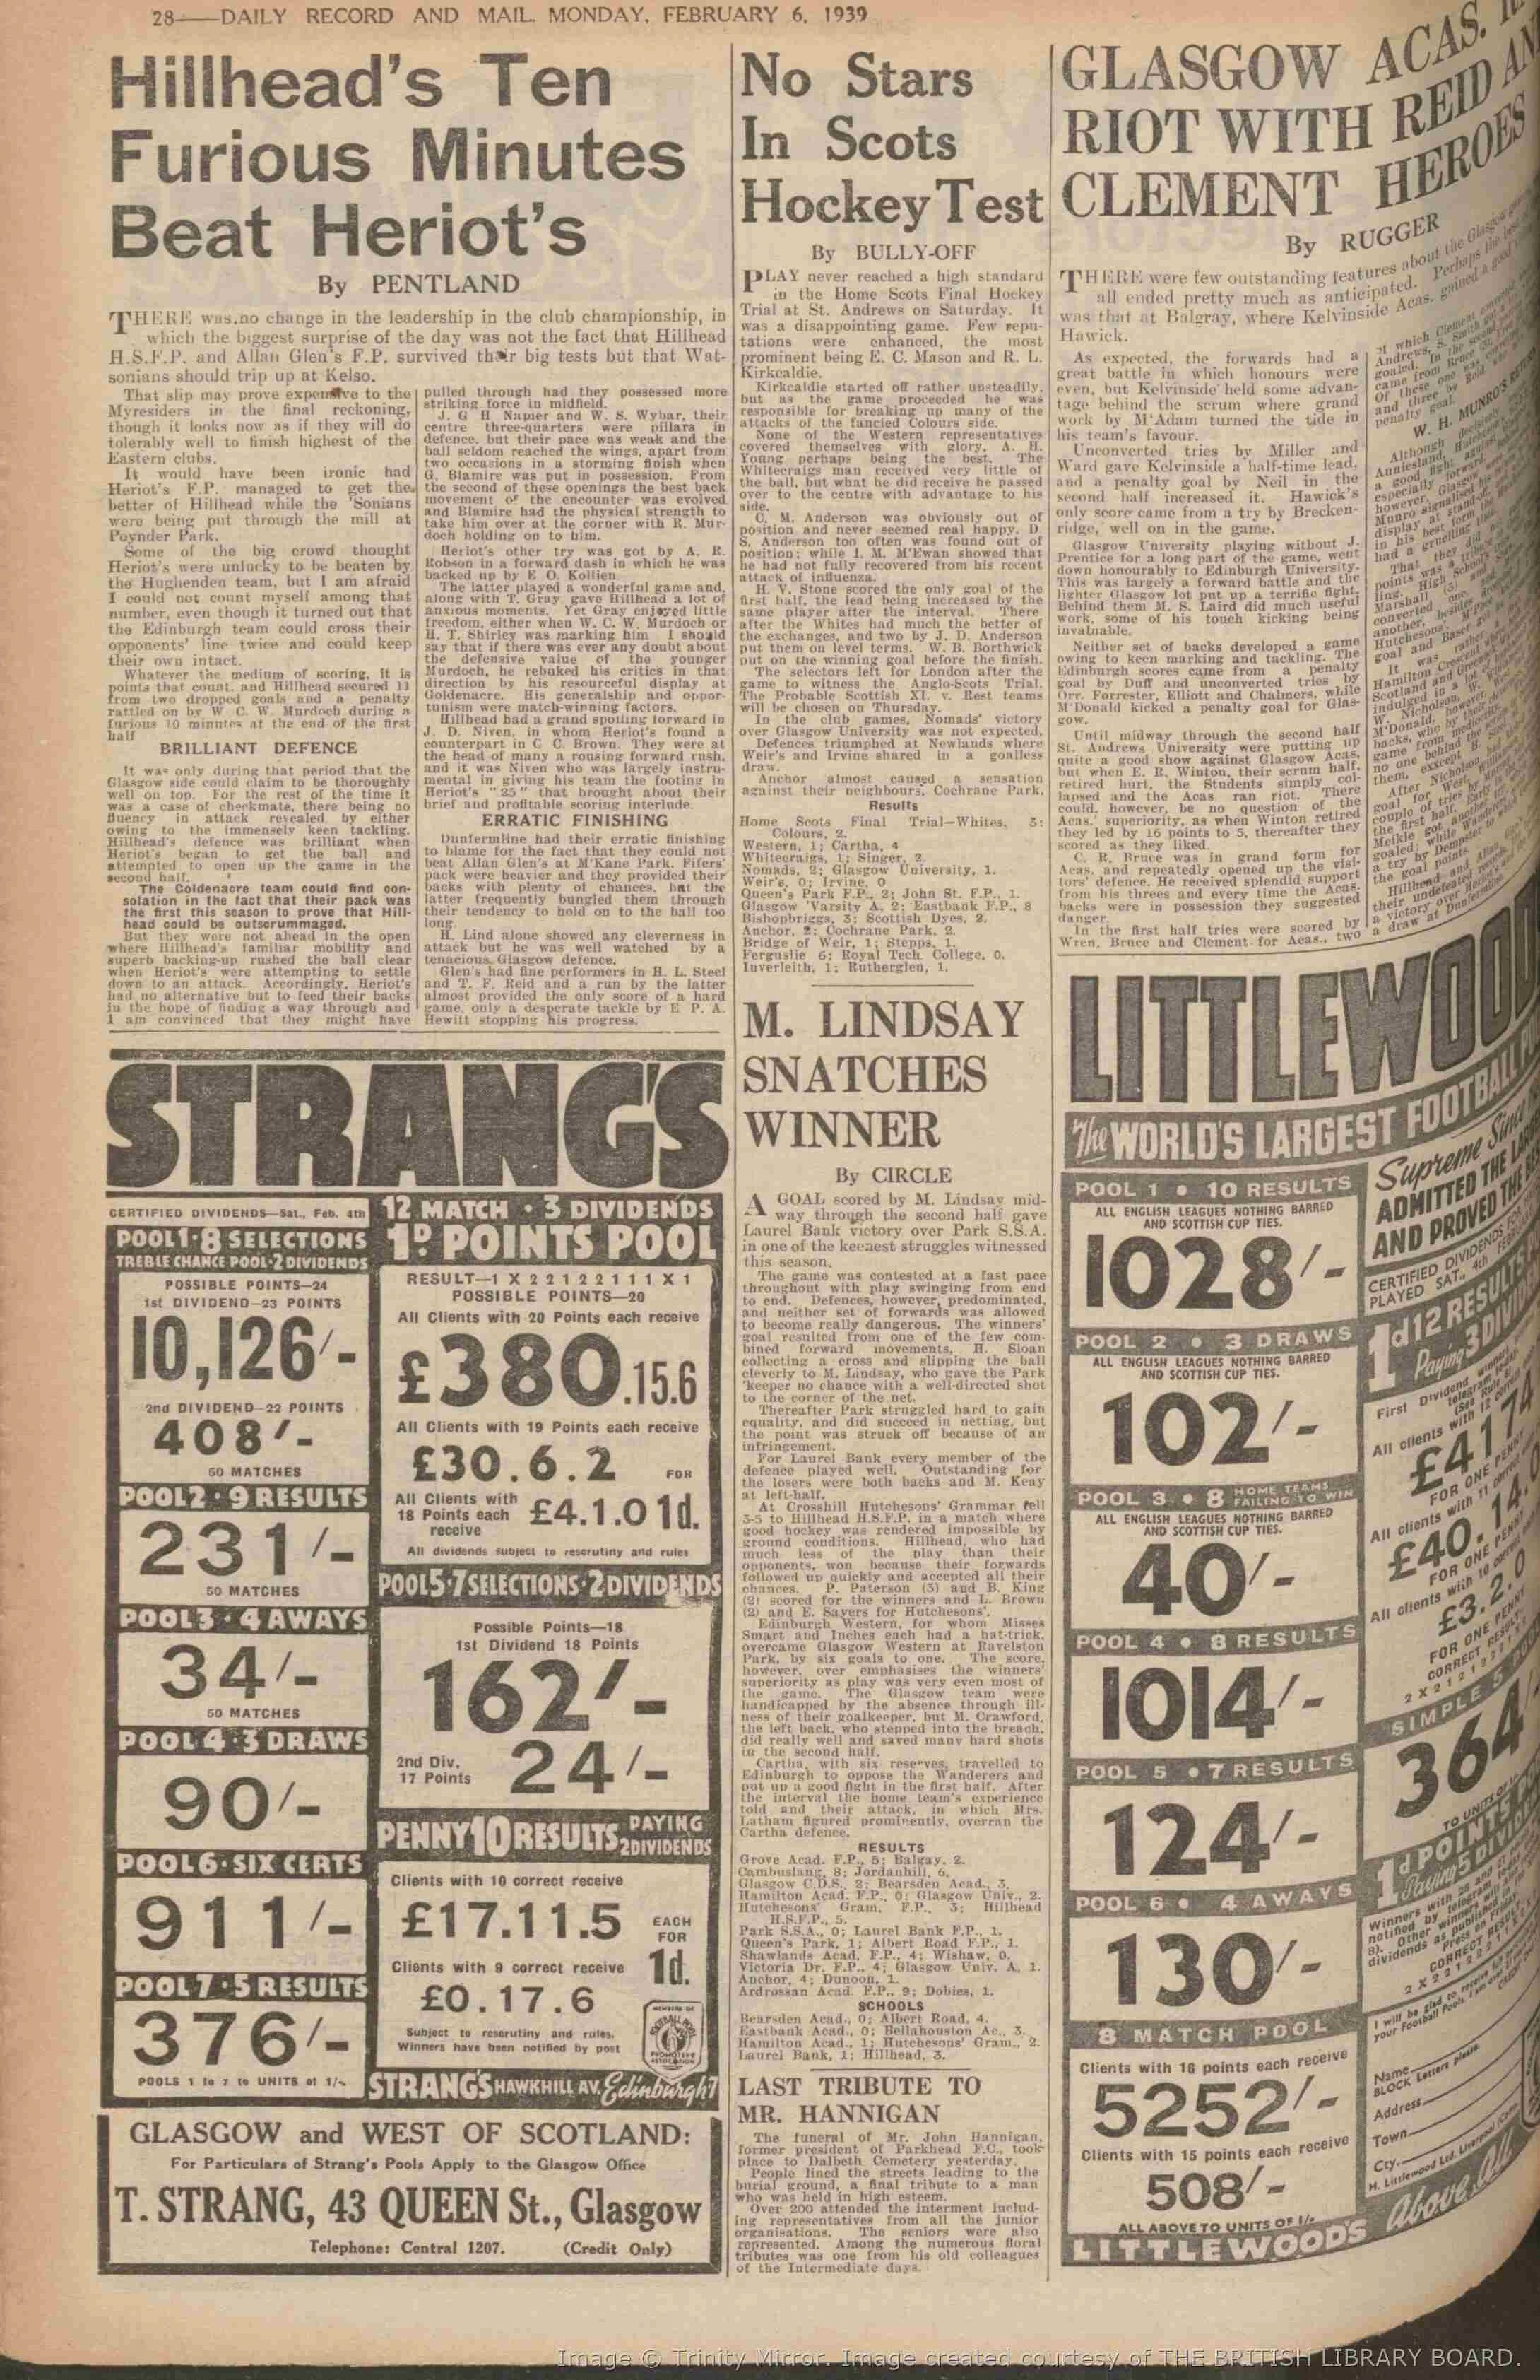 28—DAILY RECORD AND MAIL. MONDAY, FEBRUARY 6, 1939
Hillhead's Ten
Furious Minutes
Beat Heriot's
By PENTLAND
THERE was no change in the leadership in the club championship, in
which the biggest surprise of the day was not the fact that Hillhead
H.S.F.P. and Allan Glen's F.P. survived their big tests but that Wat-
sonians should trip up at Kelso.
That slip may prove expensive to the
Myresiders in the final reckoning,
though it looks now as if they will do
tolerably well to finish highest of the
Eastern clubs.
It would have been ironic had
Heriot's F.P. managed to get the
better of Hillhead while the 'Sonians
were being put through the mill at
Poynder Park.
Some of the big crowd thought
Heriot's were unlucky to be beaten by
the Hughenden team, but I am afraid
I could not count myself among that
number, even though it turned out that
the Edinburgh team could cross their
opponents' line twice and could keep
their own intact.
Whatever the medium of scoring, it is
points that count, and Hillhead secured 11
from two dropped goals and a penalty
rattled on by W. C. W. Murdoch during a
furious 10 minutes at the end of the first
half
BRILLIANT DEFENCE
It was only during that period that the
Glasgow side could claim to be thoroughly
well on top. For the rest of the time it
was a case of checkmate, there being no
fluency in attack revealed by either
owing to the immensely keen tackling.
Hillhead's defence was brilliant when
Heriot's began to get the ball and
attempted to open up the game in the
second half.
The Goldenacre team could find con-
solation in the fact that their pack was
the first this season to prove that Hill-
head could be outscrummaged.
But they were not ahead in the open
where Hillhead's familiar mobility and
superb backing-up rushed the ball clear
when Heriot's were attempting to settle
down to an attack. Accordingly, Heriot's
had no alternative but to feed their backs
in the hope of finding a way through and
I am convinced that they might have
pulled through had they possessed more
striking force in midfield.
J. G. H. Napier and W. S. Wybar, their
centre three-quarters were pillars in
defence, but their pace was weak and the
ball seldom reached the wings, apart from
two occasions in a storming finish when
G. Blamire was put in possession. From
the second of these openings the best back
movement of the encounter was evolved
and Blamire had the physical strength to
take him over at the corner with R. Mur-
doch holding on to him.
Heriot's other try was got by A. R.
Robson in a forward dash in which he was
backed up by E. O. Kollien
The latter played a wonderful game and,
along with T. Gray, gave Hillhead a lot of
anxious moments. Yet Gray enjoyed little
freedom, either when W. C. W. Murdoch or
H. T. Shirley was marking him I should
say that if there was ever any doubt about
the defensive value of the younger
Murdoch, he rebuked his critics in that
direction by his resourceful display at
Goldenacre. His generalship and oppor-
tunism were match-winning factors.
Hillhead had a grand spoiling forward in
J. D. Niven, in whom Heriot's found a
counterpart in C. C. Brown. They were at
the head of many a rousing forward rush,
and it was Niven who was largely instru-
mental in giving his team the footing in
Heriot's "25" that brought about their
brief and profitable scoring interlude.
ERRATIC FINISHING
Dunfermline had their erratic finishing
to blame for the fact that they could not
beat Allan Glen's at M'Kane Park. Fifers'
pack were heavier and they provided their
backs with plenty of chances, but the
latter frequently bungled them through
their tendency to hold on to the ball too
long.
H. Lind alone showed any cleverness in
attack but he was well watched by a
tenacious Glasgow defence.
Glen's had fine performers in H. L. Steel
and T. F. Reid and a run by the latter
almost provided the only score of a hard
game, only a desperate tackle by E. P. A.
Hewitt stopping his progress.
No Stars
In Scots
Hockey Test
By BULLY-OFF
PLAY never reached a high standard
in the Home Scots Final Hockey
Trial at St. Andrews on Saturday. It
was a disappointing game. Few repu-
tations were enhanced, the most
prominent being E. C. Mason and R. L.
Kirkcaldie.
Kirkcaldie started off rather unsteadily,
but as the game proceeded he was
responsible for breaking up many of the
attacks of the fancied Colours side.
None of the Western representatives
covered themselves with glory, A. H.
Young perhaps being the best. The
Whitecraigs man received very little of
the ball, but what he did receive he passed
over to the centre with advantage to his
side.
C. M. Anderson was obviously out of
position and never seemed real happy. D.
S. Anderson too often was found out of
position; while I. M. M'Ewan showed that
he had not fully recovered from his recent
attack of influenza.
H. V. Stone scored the only goal of the
first half, the lead being increased by the
same player after the interval. There
after the Whites had much the better of
the exchanges, and two by J. D. Anderson
put them on level terms. W. B. Borthwick
put on the winning goal before the finish.
The selectors left for London after the
game to witness the Anglo-Scots Trial.
The Probable Scottish XI. v. Rest teams
will be chosen on Thursday.
In the club games, Nomads' victory
over Glasgow University was not expected.
Defences triumphed at Newlands where
Weir's and Irvine shared in a goalless
draw.
Anchor almost caused a sensation
against their neighbours, Cochrane Park.
Results
Home Scots Final Trial—Whites, 3;
Colours, 2.
Western, 1; Cartha, 4
Whitecraigs, 1; Singer, 2.
Nomads, 2; Glasgow University, 1.
Weir's, 0; Irvine, 0
Queen's Park F.P., 2; John St. F.P., 1.
Glasgow 'Varsity A, 2; Eastbank F.P., 8
Bishopbriggs, 3; Scottish Dyes, 2.
Anchor, 2; Cochrane Park, 2.
Bridge of Weir, 1; Stepps, 1.
Ferguslie 6; Royal Tech. College, 0.
Inverleith, 1; Rutherglen, 1.
M. LINDSAY
SNATCHES
WINNER
By CIRCLE
A GOAL scored by M. Lindsay mid-
way through the second half gave
Laurel Bank victory over Park S.S.A.
in one of the keenest struggles witnessed
this season.
The game was contested at a fast pace
throughout with play swinging from end
to end. Defences, however, predominated,
and neither set of forwards was allowed
to become really dangerous. The winners'
goal resulted from one of the few com-
bined forward movements, H. Sloan
collecting a cross and slipping the ball
cleverly to M. Lindsay, who gave the Park
'keeper no chance with a well-directed shot
to the corner of the net.
Thereafter Park struggled hard to gain
equality, and did succeed in netting, but
the point was struck off because of an
infringement.
For Laurel Bank every member of the
defence played well. Outstanding for
the losers were both backs and M. Keay
at left-half.
At Crosshill Hutchesons' Grammar fell
3-5 to Hillhead H.S.F.P. in a match where
good hockey was rendered impossible by
ground conditions. Hillhead, who had
much less of the play than their
opponents, won because their forwards
followed up quickly and accepted all their
chances. P. Paterson (3) and B. King
(2) scored for the winners and L. Brown
(2) and E. Sayers for Hutchesons'.
Edinburgh Western, for whom Misses
Smart and Inches each had a hat-trick,
overcame Glasgow Western at Ravelston
Park, by six goals to one. The score,
however, over emphasises the winners'
superiority as play was very even most of
the game. The Glasgow team were
handicapped by the absence through ill-
ness of their goalkeeper, but M. Crawford,
the left back, who stepped into the breach,
did really well and saved many hard shots
in the second half.
Cartha, with six reserves, travelled to
Edinburgh to oppose the Wanderers and
put up a good fight in the first half. After
the interval the home team's experience
told and their attack, in which Mrs.
Latham figured prominently, overran the
Cartha defence.
RESULTS
Grove Acad. F.P., 5; Balgay, 2.
Cambuslang, 8; Jordanhill, 6.
Glasgow C.D.S., 2; Bearsden Acad., 3.
Hamilton Acad. F.P., 0; Glasgow Univ., 2.
Hutchesons' Gram. F.P., 3; Hillhead
H.S.F.P., 5.
Park S.S.A., 0; Laurel Bank F.P., 1.
Queen's Park, 1; Albert Road F.P., 1.
Shawlands Acad. F.P., 4; Wishaw, 0.
Victoria Dr. F.P., 4; Glasgow Univ. A, 1.
Anchor, 4; Dunoon, 1.
Ardrossan Acad. F.P., 9; Dobies, 1.
SCHOOLS
Bearsden Acad., 0; Albert Road, 4.
Eastbank Acad., 0; Bellahouston Ac., 3.
Hamilton Acad., 1; Hutchesons' Gram., 2.
Laurel Bank, 1; Hillhead, 3.
LAST TRIBUTE TO
MR. HANNIGAN
The funeral of Mr. John Hannigan,
former president of Parkhead F.C., took
place to Dalbeth Cemetery yesterday.
People lined the streets leading to the
burial ground, a final tribute to a man
who was held in high esteem.
Over 200 attended the interment includ-
ing representatives from all the junior
organisations. The seniors were also
represented. Among the numerous floral
tributes was one from his old colleagues
of the Intermediate days.
GLASGOW ACAS.
RIOT WITH REID AN
CLEMENT HEROES
By RUGGER
THERE were few outstanding features about the Glasgow
all ended pretty much as anticipated. Perhaps the
was that at Balgray, where Kelvinside Acas. gained a good
Hawick.
As expected, the forwards had a
great battle in which honours were
even, but Kelvinside held some advan-
tage behind the scrum where grand
work by M'Adam turned the tide in
his team's favour.
Unconverted tries by Miller and
Ward gave Kelvinside a half-time lead,
and a penalty goal by Neil in the
second half increased it. Hawick's
only score came from a try by Brecken-
ridge, well on in the game.
Glasgow University playing without J.
Prentice for a long part of the game, went
down honourably to Edinburgh University.
This was largely a forward battle and the
lighter Glasgow lot put up a terrific fight.
Behind them M. S. Laird did much useful
work, some of his touch kicking being
invaluable.
Neither set of backs developed a game
owing to keen marking and tackling. The
Edinburgh scores came from a penalty
goal by Duff and unconverted tries by
Orr, Forrester, Elliott and Chalmers, while
M'Donald kicked a penalty goal for Glas-
gow.
Until midway through the second half
St. Andrews University were putting up
quite a good show against Glasgow Acas.
but when E. R. Winton, their scrum half,
retired hurt, the Students simply col-
lapsed and the Acas ran riot. There
could, however, be no question of the
Acas.' superiority, as when Winton retired
they led by 16 points to 5, thereafter they
scored as they liked.
C. R. Bruce was in grand form for
Acas. and repeatedly opened up the visi-
tors' defence. He received splendid support
from his threes and every time the Acas.
backs were in possession they suggested
danger.
In the first half tries were scored by
Wren, Bruce and Clement for Acas., two
W. H. MUNRO'S
STRANG'S
CERTIFIED DIVIDENDS—Sat., Feb. 4th
POOL 1 · 8 SELECTIONS
TREBLE CHANCE POOL · 2 DIVIDENDS
POSSIBLE POINTS—24
1st DIVIDEND—23 POINTS
10,126/-
2nd DIVIDEND—22 POINTS
408/-
50 MATCHES
POOL 2 · 9 RESULTS
231/-
50 MATCHES
POOL 3 · 4 AWAYS
34/-
50 MATCHES
POOL 4 · 3 DRAWS
90/-
POOL 6 · SIX CERTS
911/-
POOL 7 · 5 RESULTS
376/-
POOLS 1 to 7 to UNITS of 1/-
12 MATCH · 3 DIVIDENDS
1D POINTS POOL
RESULT—1 X 2 2 1 2 2 1 1 1 X 1
POSSIBLE POINTS—20
All Clients with 20 Points each receive
£380.15.6
All Clients with 19 Points each receive
£30.6.2 FOR
All Clients with
18 Points each
receive
£4.1.0 1d.
All dividends subject to rescrutiny and rules
POOL 5 · 7 SELECTIONS · 2 DIVIDENDS
Possible Points—18
1st Dividend 18 Points
162/-
2nd Div.
17 Points
24/-
PENNY 10 RESULTS PAYING 2 DIVIDENDS
Clients with 10 correct receive
£17.11.5 EACH FOR
Clients with 9 correct receive 1d.
£0.17.6
Subject to rescrutiny and rules.
Winners have been notified by post
MEMBERS OF
FOOTBALL POOL
PROMOTERS
ASSOCIATION
STRANG'S HAWKHILL AV. Edinburgh 7
GLASGOW and WEST OF SCOTLAND:
For Particulars of Strang's Pools Apply to the Glasgow Office
T. STRANG, 43 QUEEN St., Glasgow
Telephone: Central 1207. (Credit Only)
LITTLEWOO
The WORLD'S LARGEST FOOTBALL
Supreme Since
ADMITTED THE
AND PROVED THE
CERTIFIED DIVIDENDS FOR
PLAYED SAT., 4th
POOL 1 • 10 RESULTS
ALL ENGLISH LEAGUES NOTHING BARRED
AND SCOTTISH CUP TIES.
1028/-
POOL 2 • 3 DRAWS
ALL ENGLISH LEAGUES NOTHING BARRED
AND SCOTTISH CUP TIES.
102/-
POOL 3 • 8 HOME TEAMS FAILING TO WIN
ALL ENGLISH LEAGUES NOTHING BARRED
AND SCOTTISH CUP TIES.
40/-
POOL 4 • 8 RESULTS
1014/-
POOL 5 • 7 RESULTS
124/-
POOL 6 • 4 AWAYS
130/-
8 MATCH POOL
Clients with 16 points each receive
5252/-
Clients with 15 points each receive
508/-
ALL ABOVE TO UNITS OF 1/-
1d 12 RESULTS
Paying 3
First Dividend
All clients with 12
£4174
FOR ONE PENNY
All clients with 11
£40.14.
FOR ONE PENNY
All clients with 10
£3.2.0
FOR ONE PENNY
SIMPLE 5
364
1d POINTS
Paying 5
Name
BLOCK Letters please.
Address
Town
Cty.
LITTLEWOODS Above All
Image © Trinity Mirror. Image created courtesy of THE BRITISH LIBRARY BOARD.